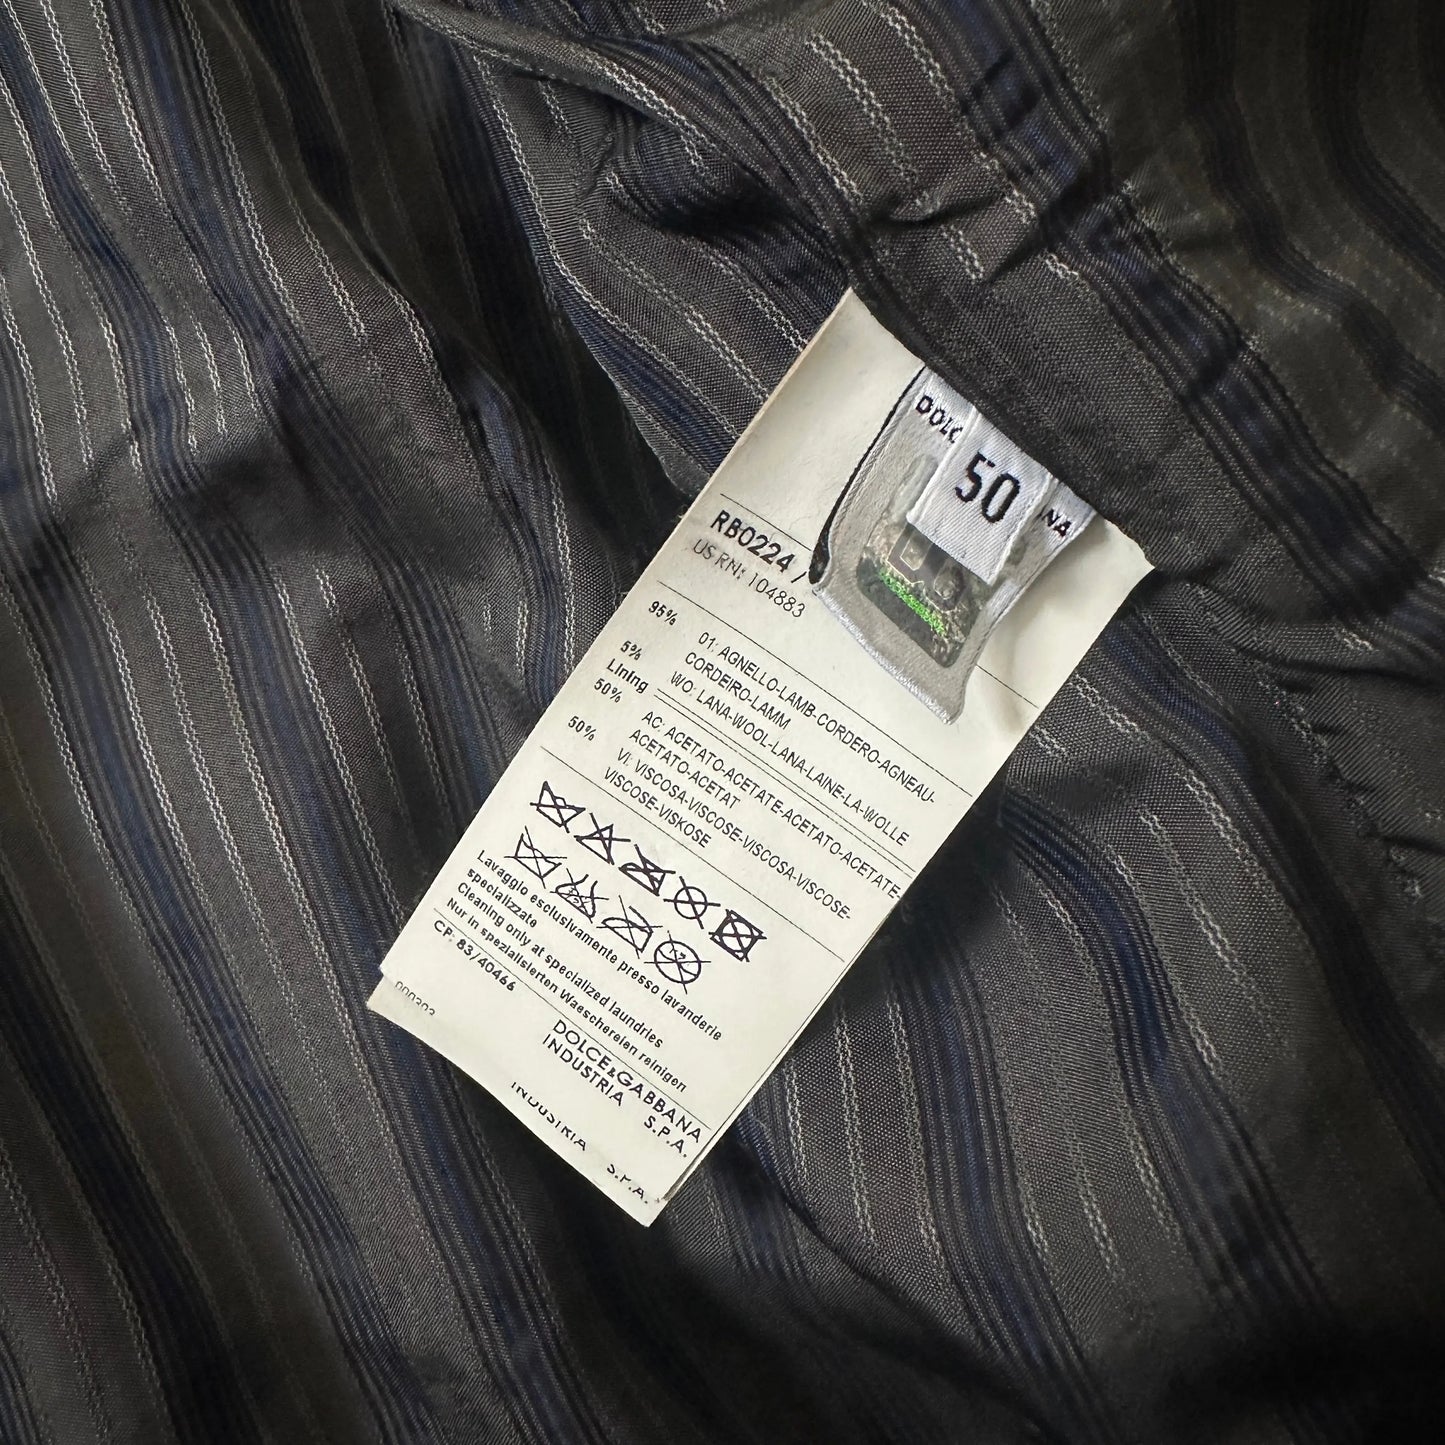 DOLC
50
NA
DG
RB0224 /
US RN: 104883
95% 01: AGNELLO-LAMB-CORDERO-AGNEAU-
CORDEIRO-LAMM
5% WO: LANA-WOOL-LANA-LAINE-LA-WOLLE
Lining
50% AC: ACETATO-ACETATE-ACETATO-ACETATE-
ACETATO-ACETAT
50% VI: VISCOSA-VISCOSE-VISCOSA-VISCOSE-
VISCOSE-VISKOSE
Lavaggio esclusivamente presso lavanderie
specializzate
Cleaning only at specialized laundries
Nur in spezialisierten Waeschereien reinigen
CP: 83/40466
DOLCE&GABBANA
INDUSTRIA S.P.A.
INDUSTRIA S.P.A.